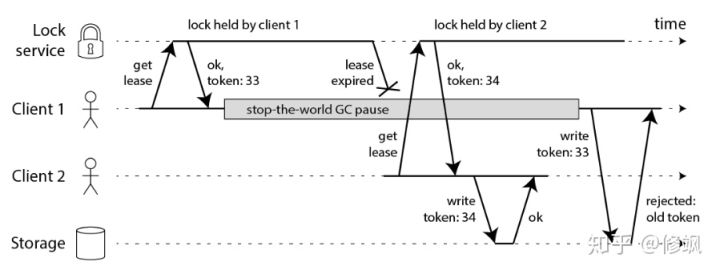 lock held by client 1
lock held by client 2
time
Lock
service
get
lease
ok,
token: 33
lease
expired
ok,
token: 34
Client 1
stop-the-world GC pause
get
lease
write
token: 33
Client 2
write
token: 34
ok
rejected:
old token
Storage
知乎 @修飒